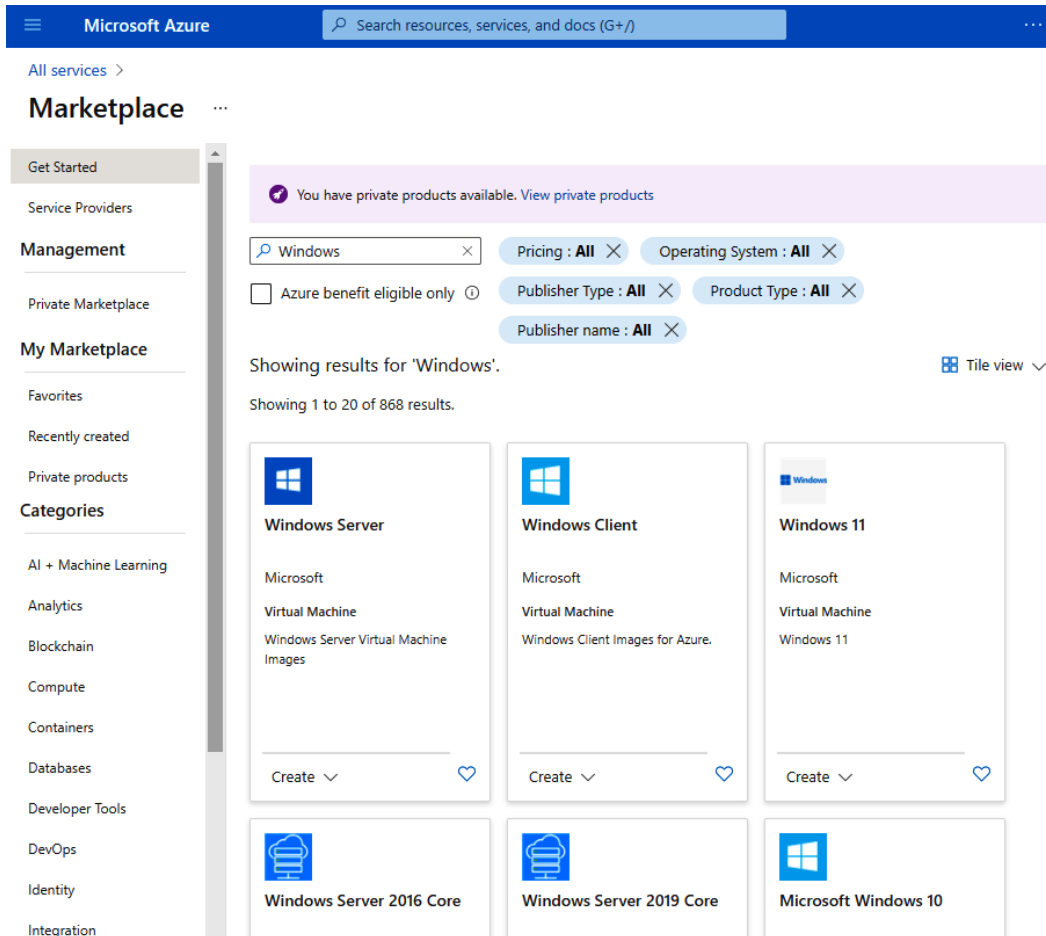 Microsoft Azure
Search resources, services, and docs (G+/)
All services >
Marketplace ...
Get Started
Service Providers
Management
Private Marketplace
My Marketplace
Favorites
Recently created
Private products
Categories
AI + Machine Learning
Analytics
Blockchain
Compute
Containers
Databases
Developer Tools
DevOps
Identity
Integration
You have private products available. View private products
Windows
Pricing : All
Operating System : All
Azure benefit eligible only
Publisher Type : All
Product Type : All
Publisher name : All
Showing results for 'Windows'.
Tile view
Showing 1 to 20 of 868 results.
Windows Server
Microsoft
Virtual Machine
Windows Server Virtual Machine
Images
Create
Windows Client
Microsoft
Virtual Machine
Windows Client Images for Azure.
Create
Windows
Windows 11
Microsoft
Virtual Machine
Windows 11
Create
Windows Server 2016 Core
Windows Server 2019 Core
Microsoft Windows 10